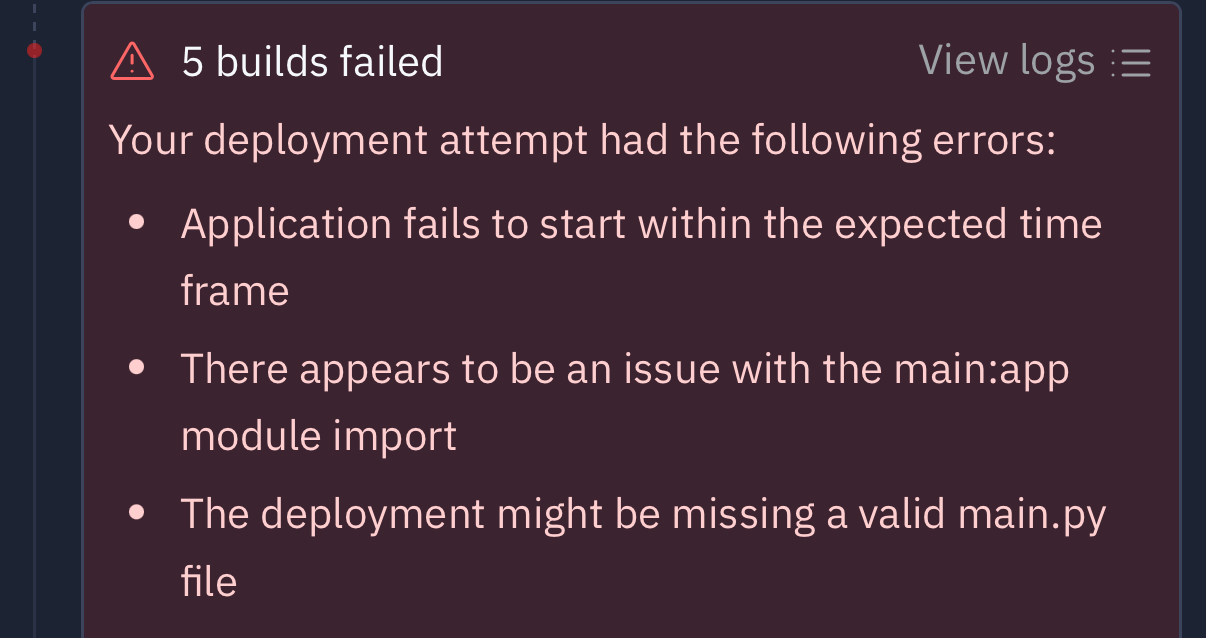 5 builds failed
View logs
Your deployment attempt had the following errors:
Application fails to start within the expected time
frame
There appears to be an issue with the main:app
module import
The deployment might be missing a valid main.py
file